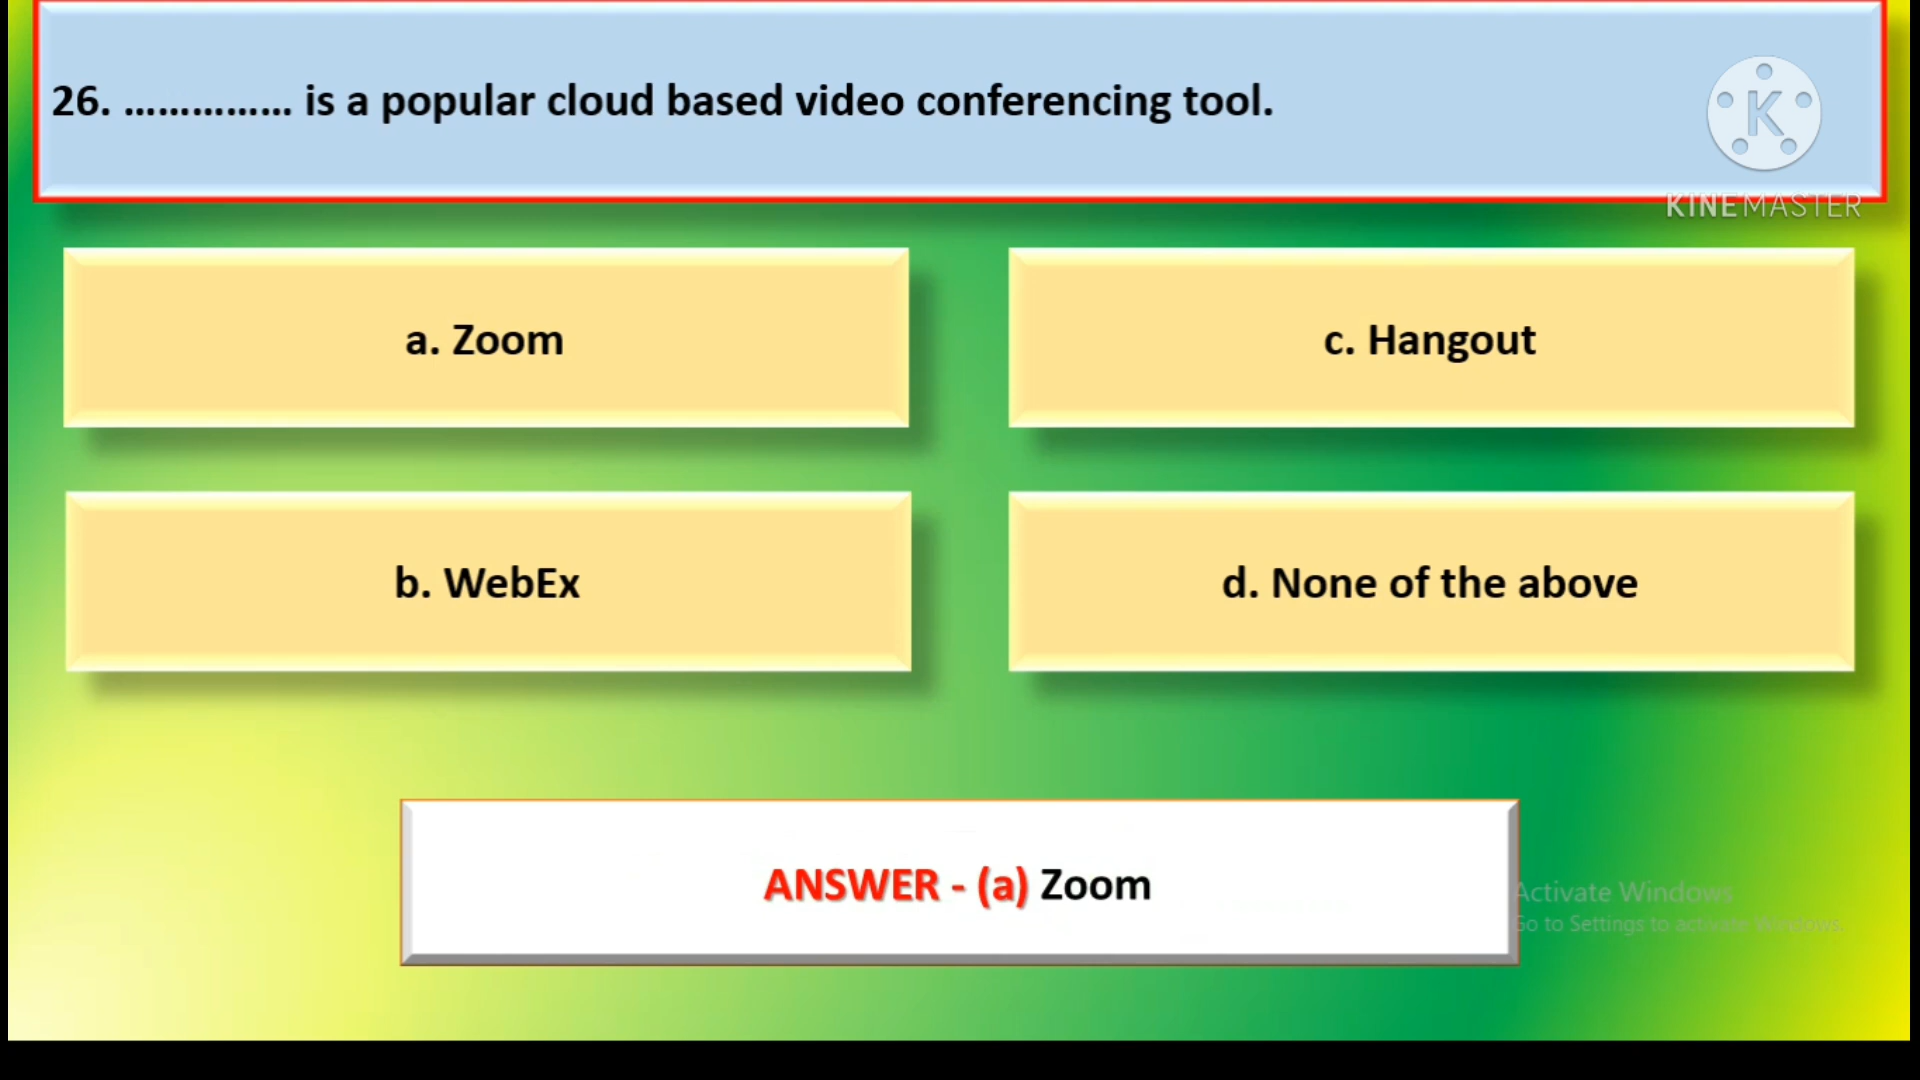 26. ............... is a popular cloud based video conferencing tool.
K
KINEMASTER
a. Zoom
c. Hangout
b. WebEx
d. None of the above
ANSWER - (a) Zoom
Activate Windows
Go to Settings to activate Windows.